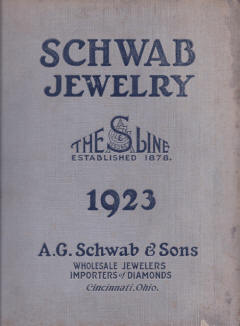 SCHWAB
JEWELRY
THE S LINE
ESTABLISHED 1878.
1923
A.G. Schwab & Sons
WHOLESALE JEWELERS
IMPORTERS of DIAMONDS
Cincinnati, Ohio.